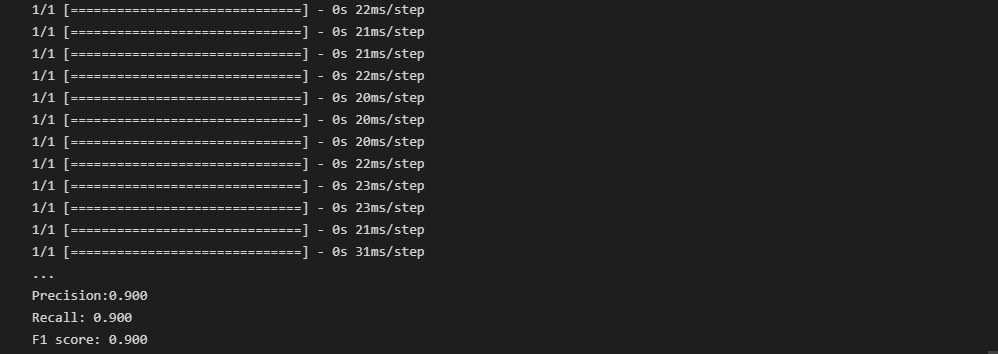 1/1 [==============================] - 0s 22ms/step
1/1 [==============================] - 0s 21ms/step
1/1 [==============================] - 0s 21ms/step
1/1 [==============================] - 0s 22ms/step
1/1 [==============================] - 0s 20ms/step
1/1 [==============================] - 0s 20ms/step
1/1 [==============================] - 0s 20ms/step
1/1 [==============================] - 0s 22ms/step
1/1 [==============================] - 0s 23ms/step
1/1 [==============================] - 0s 23ms/step
1/1 [==============================] - 0s 21ms/step
1/1 [==============================] - 0s 31ms/step
...
Precision:0.900
Recall: 0.900
F1 score: 0.900